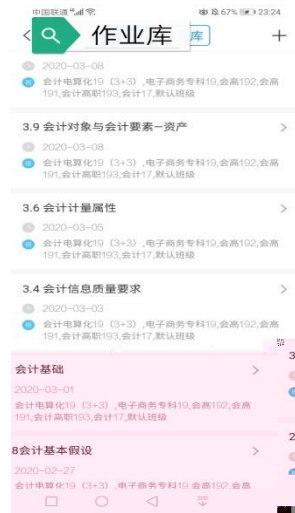 中国联通 67% 23:24
作业库 库
2020-03-08
会计电算化19（3+3）,电子商务专科19,会高192,会高
191,会计高职193,会计17,默认班级
3.9 会计对象与会计要素—资产
2020-03-08
会计电算化19（3+3）,电子商务专科19,会高192,会高
191,会计高职193,会计17,默认班级
3.6 会计计量属性
2020-03-05
会计电算化19（3+3）,电子商务专科19,会高192,会高
191,会计高职193,会计17,默认班级
3.4 会计信息质量要求
2020-03-03
会计电算化19（3+3）,电子商务专科19,会高192,会高
191,会计高职193,会计17,默认班级
会计基础
2020-03-01
会计电算化19（3+3）,电子商务专科19,会高192,会高
191,会计高职193,会计17,默认班级
8会计基本假设
2020-02-27
会计电算化19（3+3）,电子商务专科19,会高192,会高
3
2